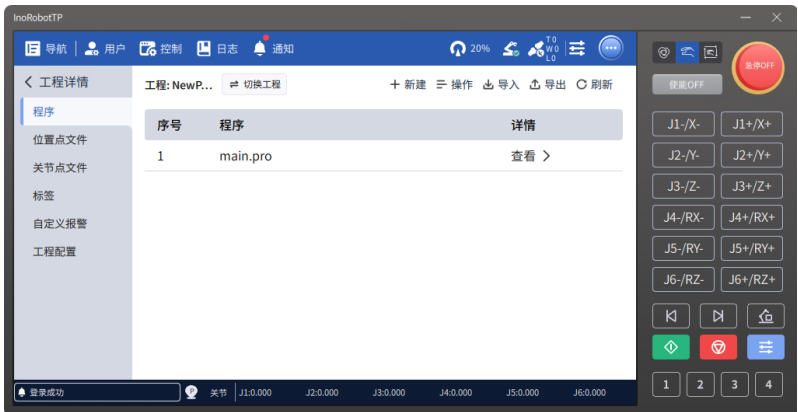 InoRobotTP
导航 用户 控制 日志 通知 20% T0 W0 L0
急停OFF
使能OFF
工程详情
工程: NewP... 切换工程 新建 操作 导入 导出 刷新
程序
位置点文件
关节点文件
标签
自定义报警
工程配置
序号 程序 详情
1 main.pro 查看
J1-/X- J1+/X+
J2-/Y- J2+/Y+
J3-/Z- J3+/Z+
J4-/RX- J4+/RX+
J5-/RY- J5+/RY+
J6-/RZ- J6+/RZ+
1 2 3 4
登录成功 P 关节 J1:0.000 J2:0.000 J3:0.000 J4:0.000 J5:0.000 J6:0.000